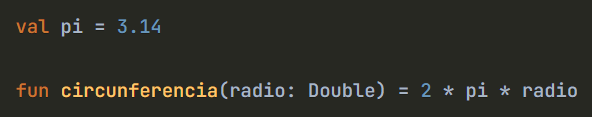 val pi = 3.14
fun circunferencia(radio: Double) = 2 * pi * radio